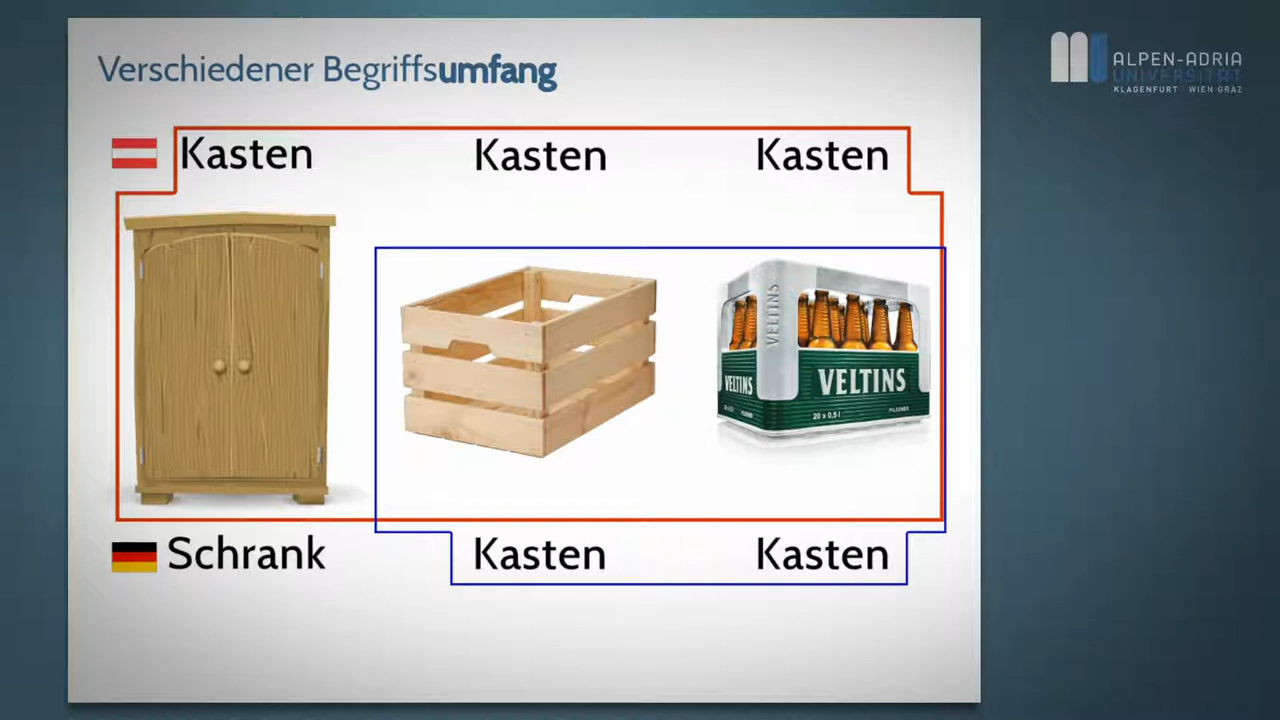 Verschiedener Begriffsumfang
ALPEN-ADRIA
UNIVERSITÄT
KLAGENFURT | WIEN GRAZ
Kasten Kasten Kasten
VELTINS
VELTINS VELTINS
20 x 0,5 l PILSENER
Schrank Kasten Kasten